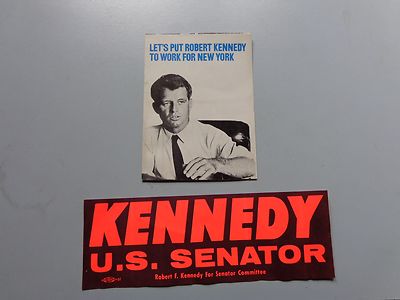 LET'S PUT ROBERT KENNEDY
TO WORK FOR NEW YORK
KENNEDY
U.S. SENATOR
Robert F. Kennedy For Senator Committee